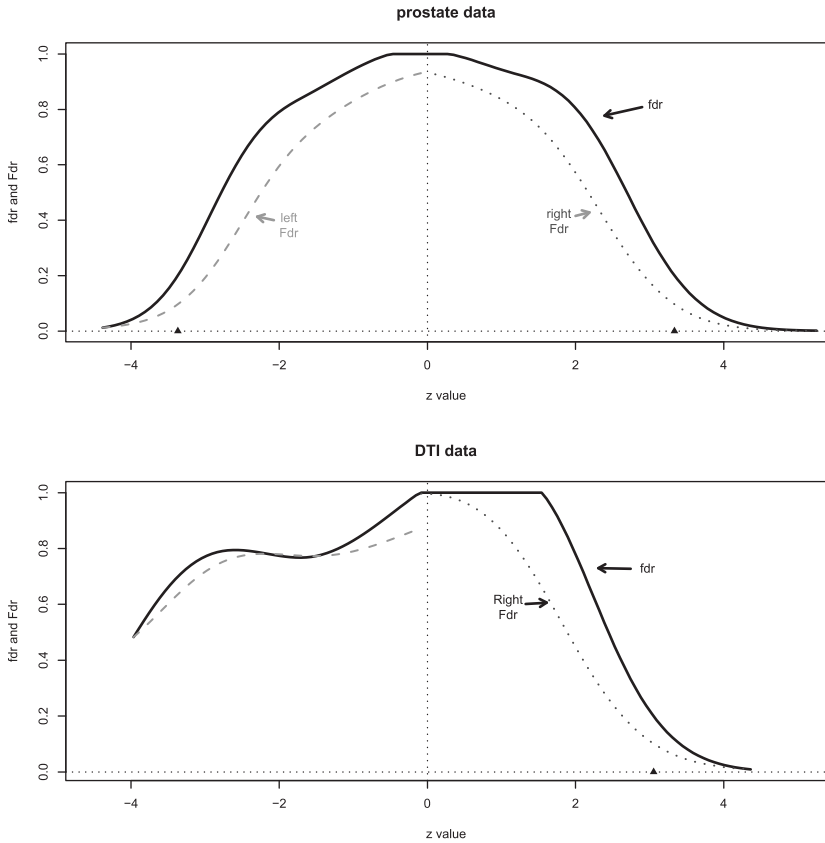 prostate data
fdr and Fdr
1.0
0.8
0.6
0.4
0.2
0.0
fdr
left
Fdr
right
Fdr
−4
−2
0
2
4
z value
DTI data
fdr and Fdr
1.0
0.8
0.6
0.4
0.2
0.0
fdr
Right
Fdr
−4
−2
0
2
4
z value